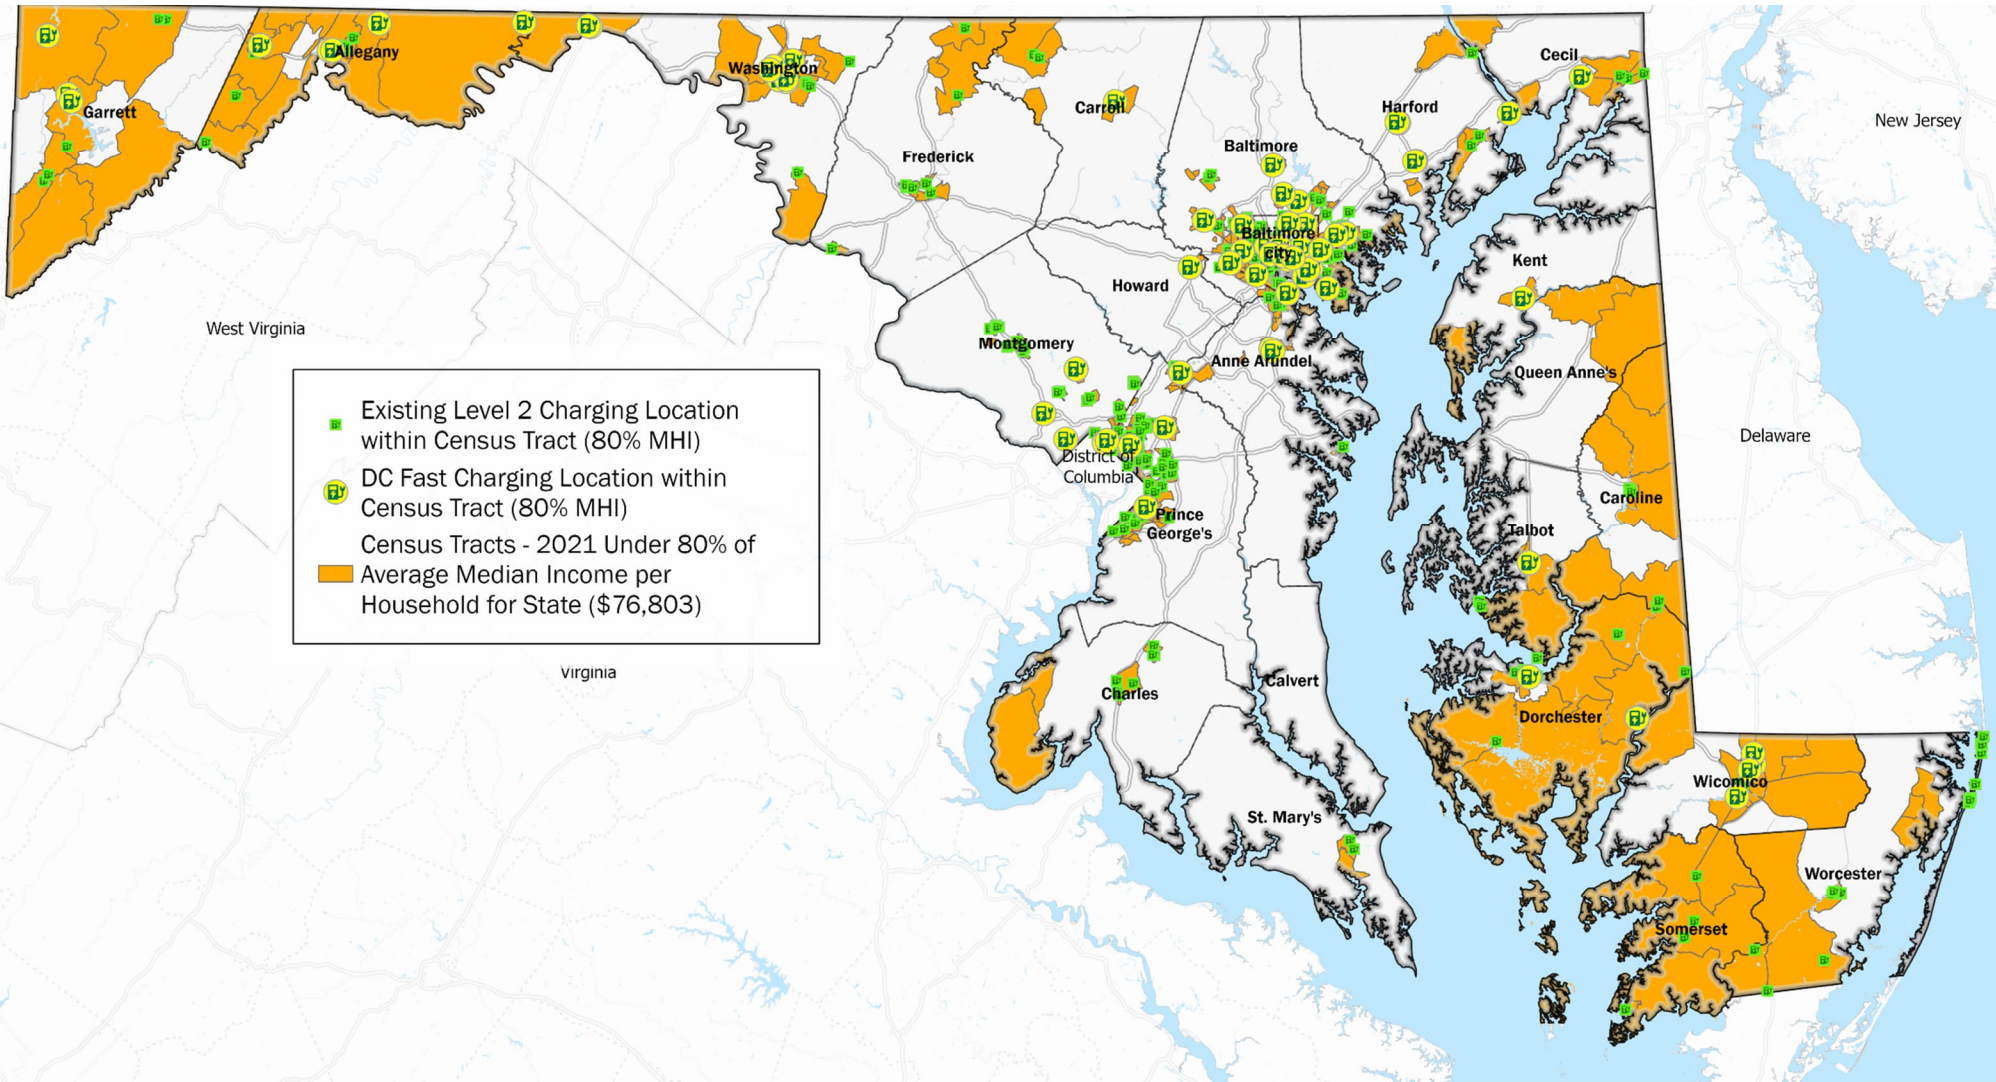 Allegany
Washington
Garrett
Carroll
Cecil
Harford
New Jersey
Baltimore
Frederick
Baltimore
city
Kent
Howard
West Virginia
Montgomery
Anne Arundel
Queen Anne's
Existing Level 2 Charging Location
within Census Tract (80% MHI)
DC Fast Charging Location within
Census Tract (80% MHI)
Census Tracts - 2021 Under 80% of
Average Median Income per
Household for State ($76,803)
District of
Columbia
Delaware
Caroline
Prince
George's
Talbot
Virginia
Charles
Calvert
Dorchester
Wicomico
St. Mary's
Worcester
Somerset